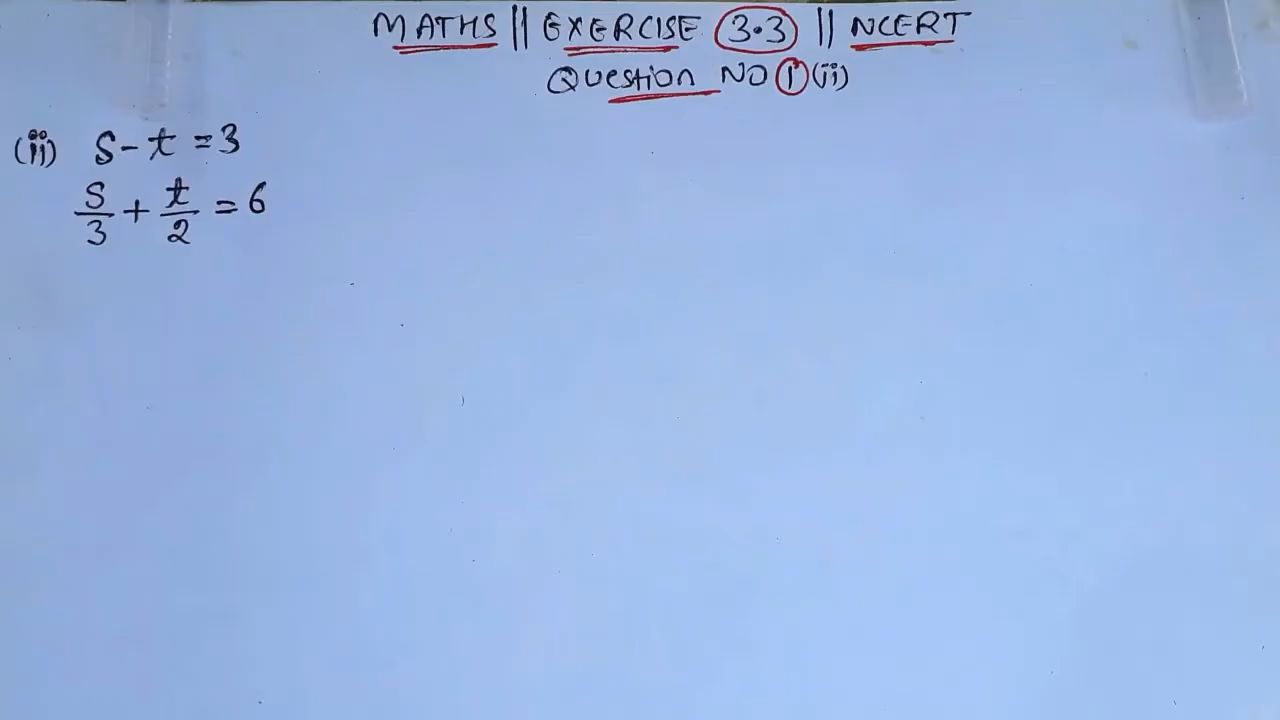 MATHS || EXERCISE 3.3 || NCERT
Question NO 1 (ii)
(ii) S - t = 3
S/3 + t/2 = 6